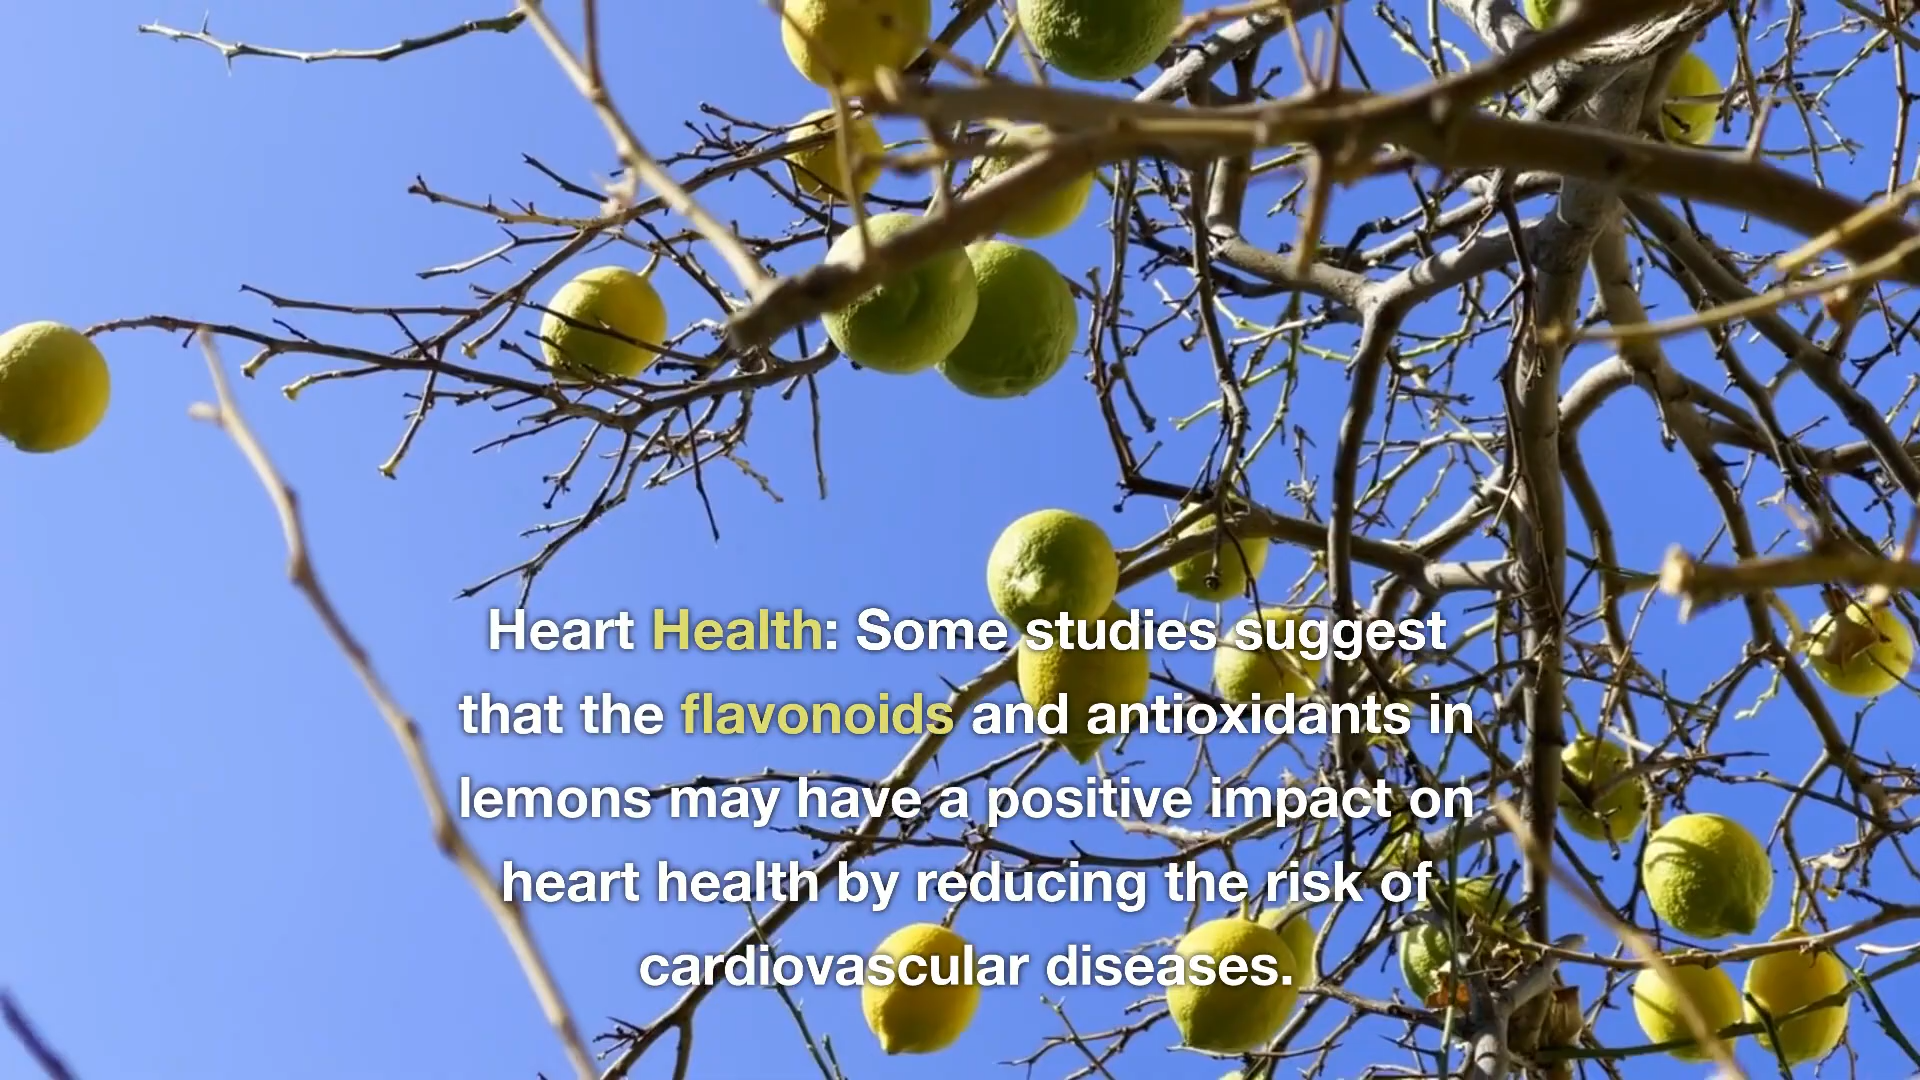 Heart Health: Some studies suggest
that the flavonoids and antioxidants in
lemons may have a positive impact on
heart health by reducing the risk of
cardiovascular diseases.